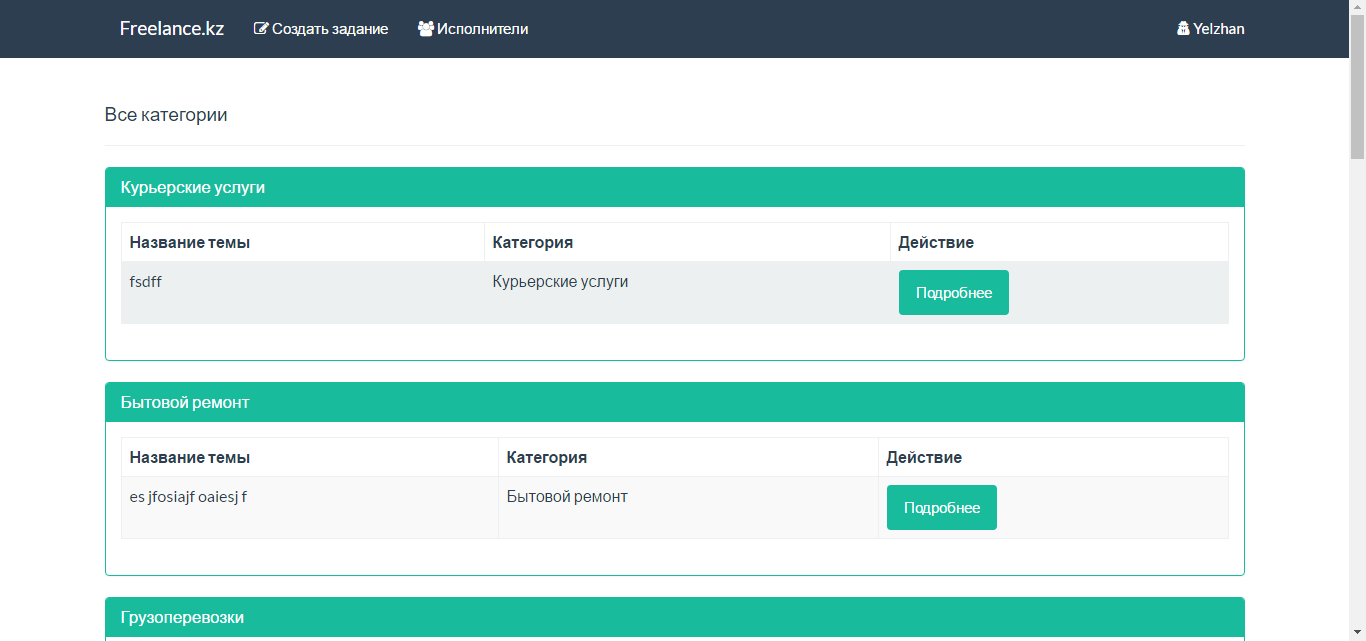 Freelance.kz Создать задание Исполнители Yelzhan
Все категории
Курьерские услуги
Название темы Категория Действие
fsdff Курьерские услуги Подробнее
Бытовой ремонт
Название темы Категория Действие
es jfosiajf oaiesj f Бытовой ремонт Подробнее
Грузоперевозки